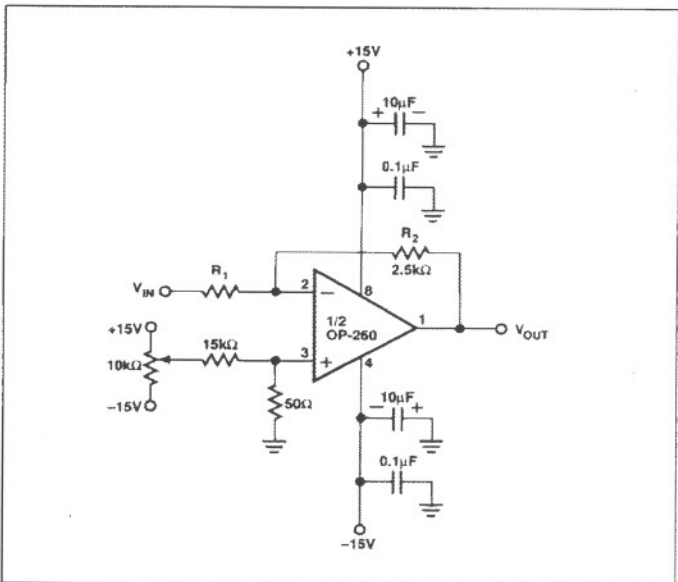 +15V
+ 10µF −
0.1µF
R2
2.5kΩ
R1
VIN
2
−
8
1/2
OP-260
1
VOUT
+15V
15kΩ
3
+
4
10kΩ
50Ω
−15V
− 10µF +
0.1µF
−15V